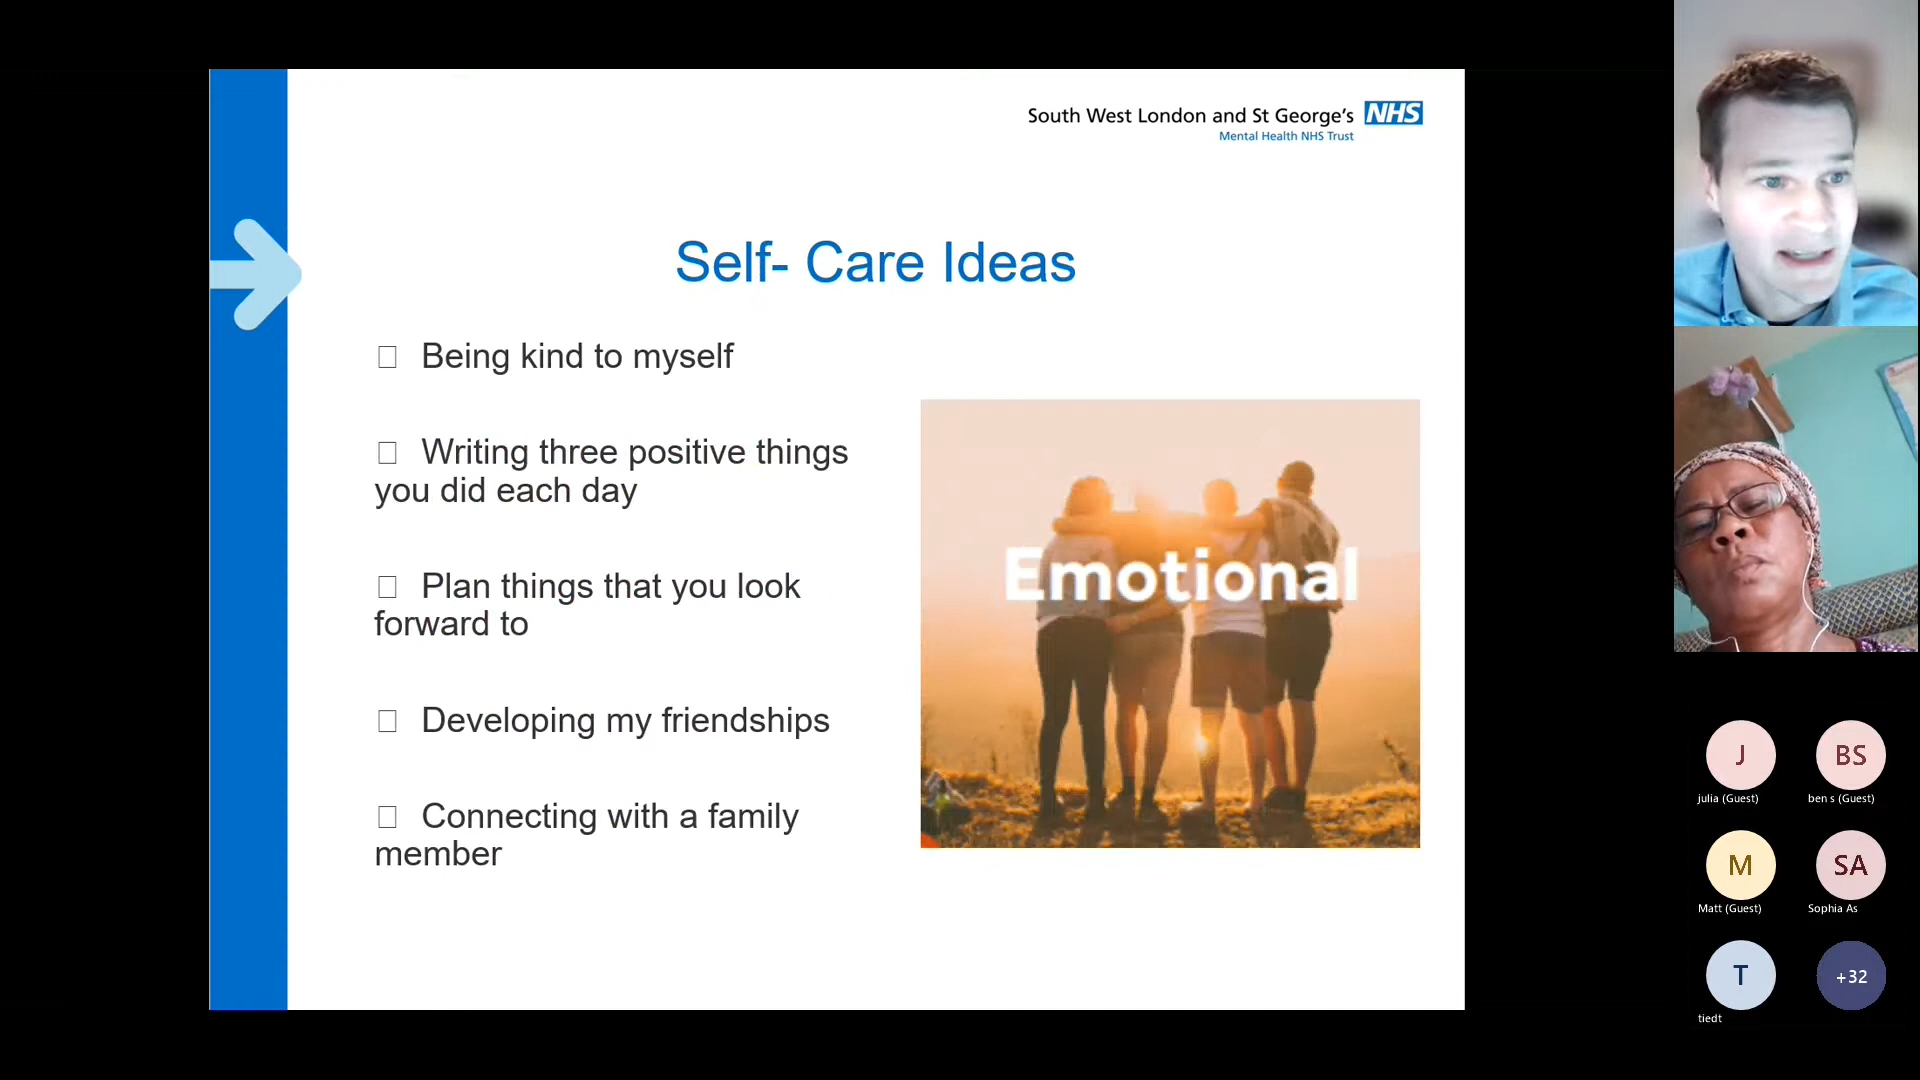 South West London and St George's NHS
Mental Health NHS Trust
Self- Care Ideas
Being kind to myself
Writing three positive things
you did each day
Plan things that you look
forward to
Developing my friendships
Connecting with a family
member
Emotional
J
BS
julia (Guest)
ben s (Guest)
M
SA
Matt (Guest)
Sophia As
T
+32
tiedt